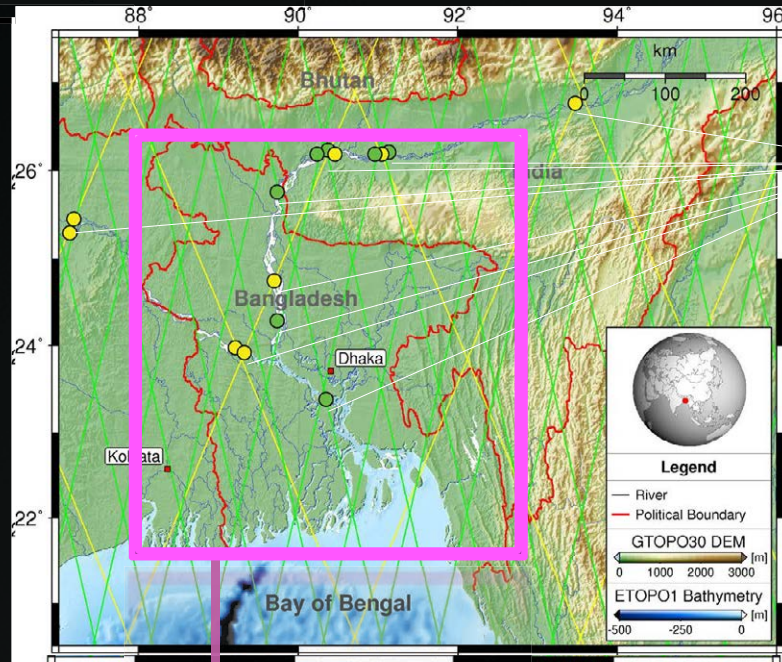 88° 90° 92° 94° 96
km
0 100 200
Bhutan
26°
India
Bangladesh
24°
Dhaka
Kolkata
22°
Bay of Bengal
Legend
River
Political Boundary
GTOPO30 DEM
[m]
0 1000 2000 3000
ETOPO1 Bathymetry
[m]
-500 -250 0